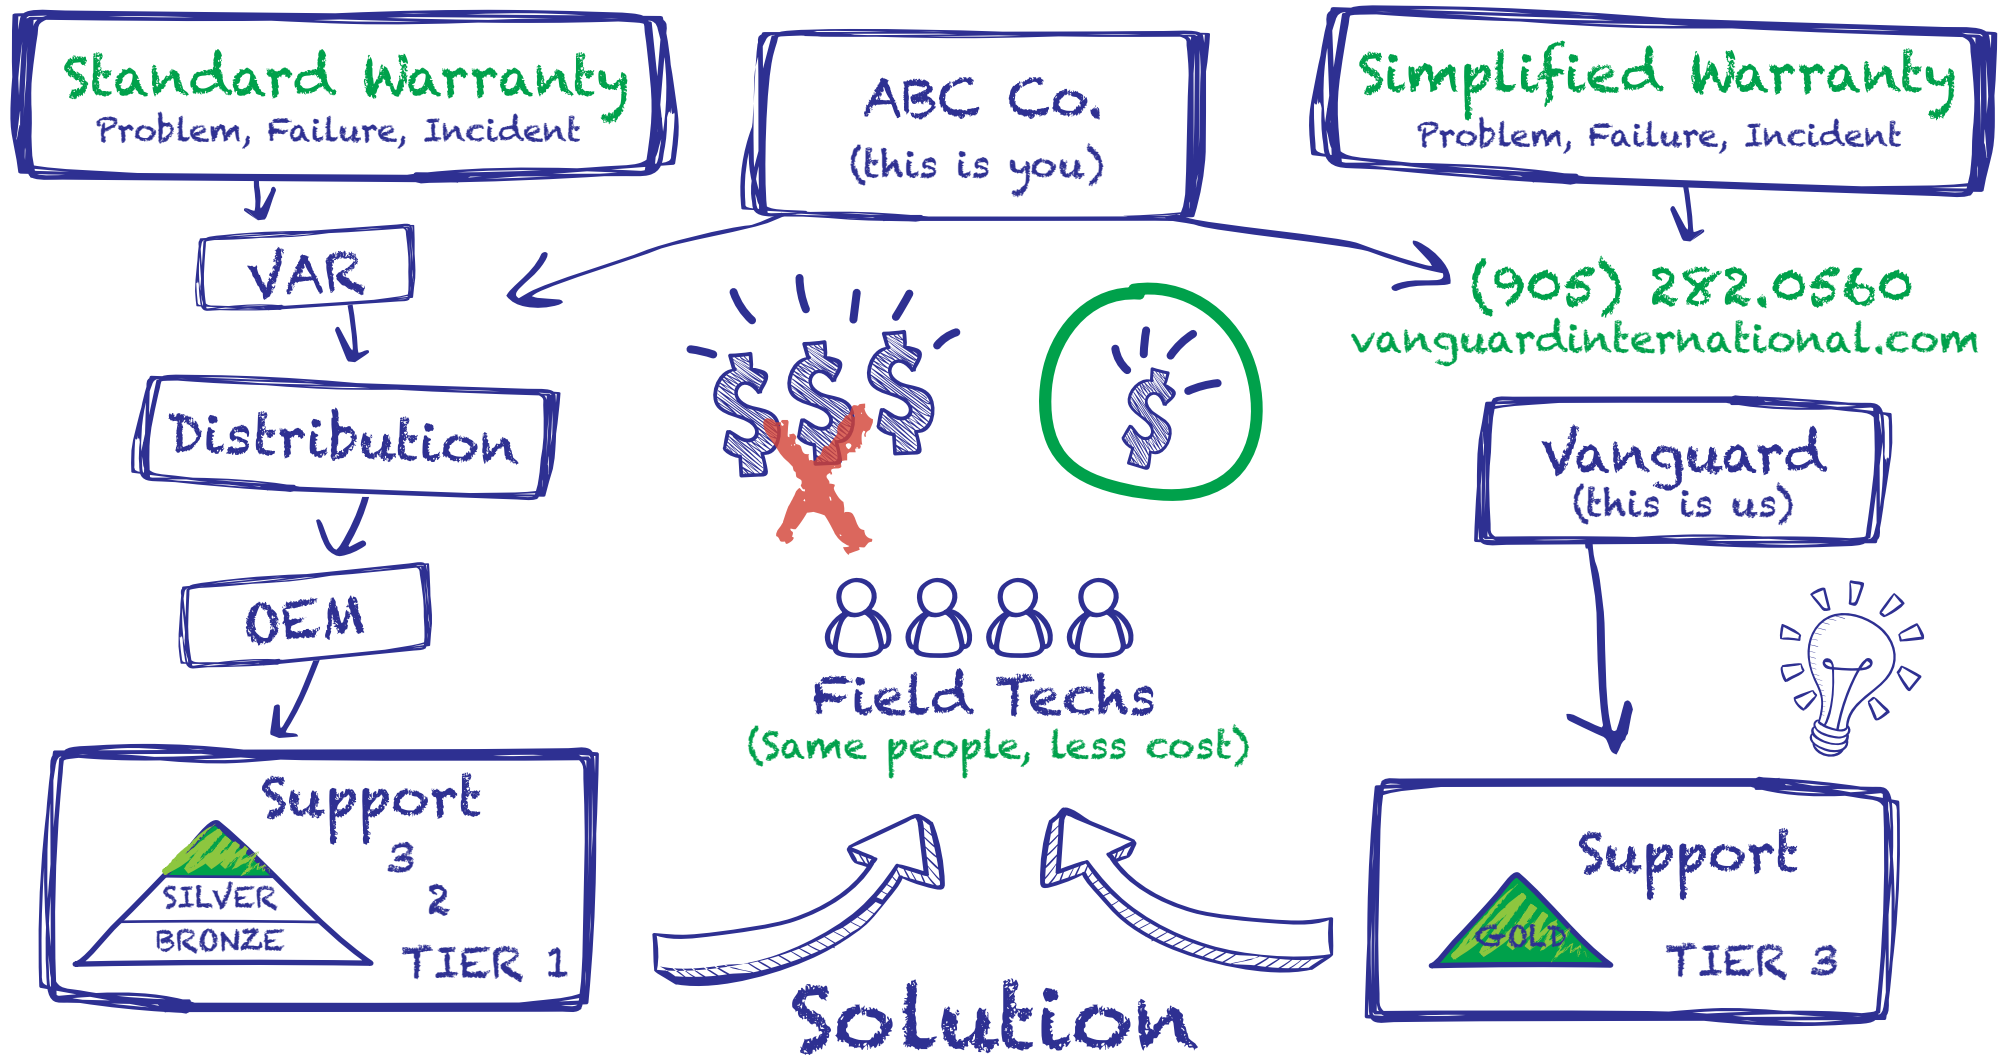 Standard Warranty
Problem, Failure, Incident
VAR
Distribution
OEM
Support
3
2
TIER 1
SILVER
BRONZE
ABC Co.
(this is you)
$ $ $
$
Field Techs
(Same people, less cost)
Solution
Simplified Warranty
Problem, Failure, Incident
(905) 282.0560
vanguardinternational.com
Vanguard
(this is us)
Support
GOLD
TIER 3